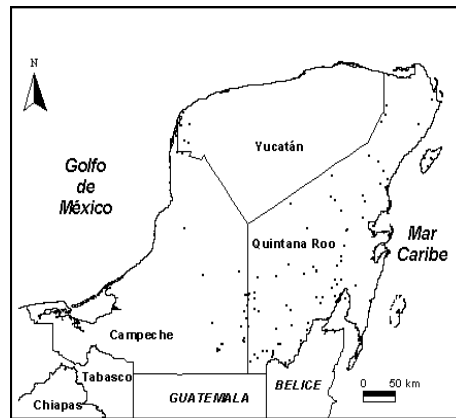 N
Golfo
de
México
Yucatán
Quintana Roo
Mar
Caribe
Campeche
Tabasco
Chiapas
GUATEMALA
BELICE
0 50 km